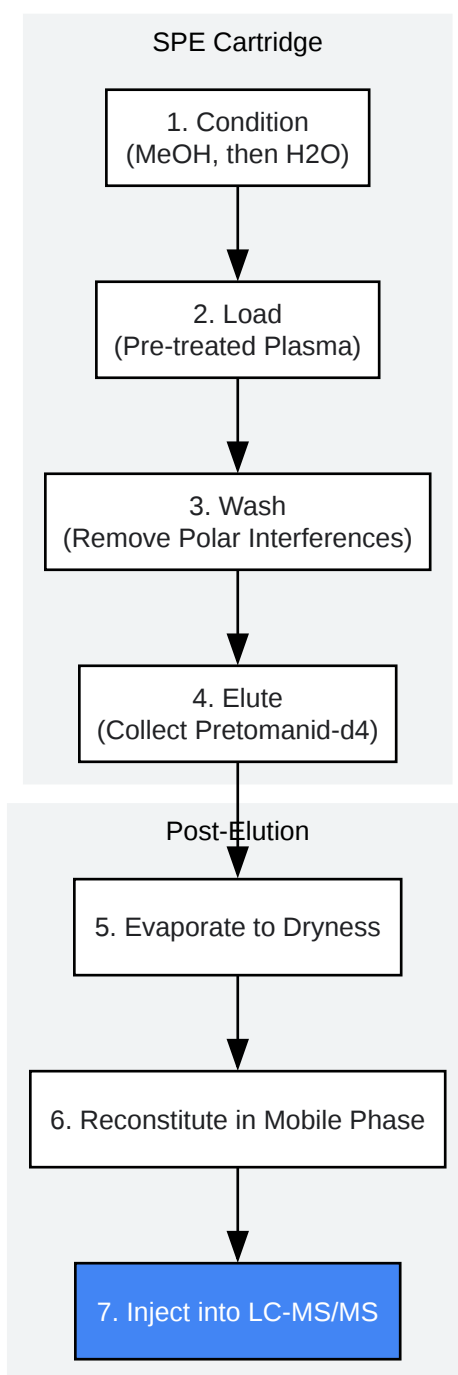 SPE Cartridge
1. Condition
(MeOH, then H2O)
2. Load
(Pre-treated Plasma)
3. Wash
(Remove Polar Interferences)
4. Elute
(Collect Pretomanid-d4)
Post-Elution
5. Evaporate to Dryness
6. Reconstitute in Mobile Phase
7. Inject into LC-MS/MS